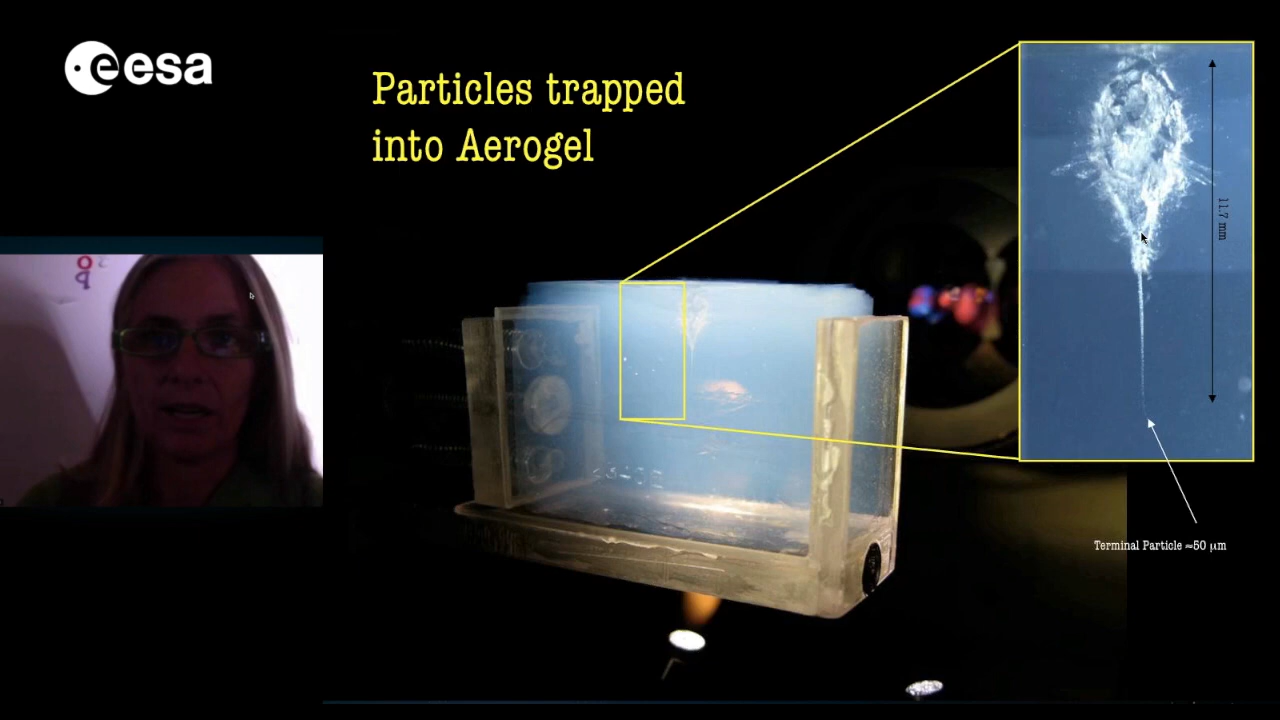 esa
Particles trapped
into Aerogel
11.7 mm
Terminal Particle ≈50 µm